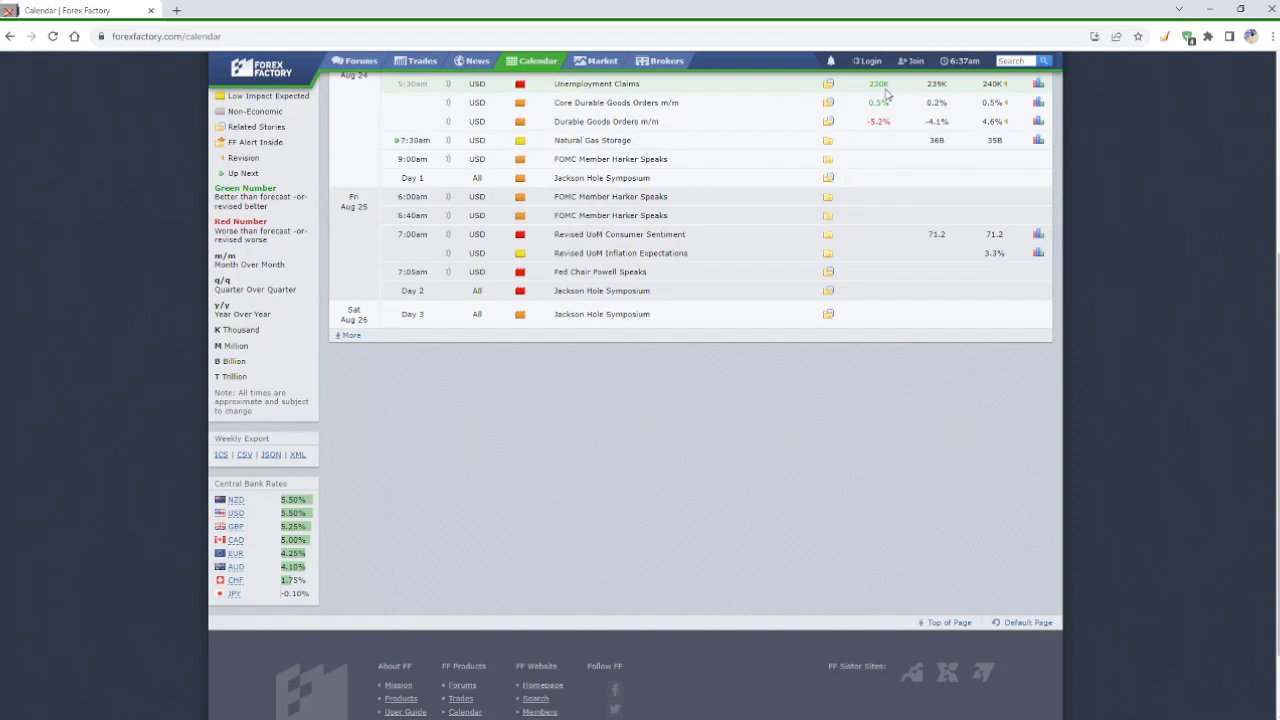 Calendar | Forex Factory
forexfactory.com/calendar
FOREX
FACTORY
Forums
Trades
News
Calendar
Market
Brokers
Login
Join
6:37am
Search
Low Impact Expected
Non-Economic
Related Stories
FF Alert Inside
Revision
Up Next
Green Number
Better than forecast -or-
revised better
Red Number
Worse than forecast -or-
revised worse
m/m
Month Over Month
q/q
Quarter Over Quarter
y/y
Year Over Year
K Thousand
M Million
B Billion
T Trillion
Note: All times are
approximate and subject
to change
Weekly Export
ICS | CSV | JSON | XML
Central Bank Rates
NZD 5.50%
USD 5.50%
GBP 5.25%
CAD 5.00%
EUR 4.25%
AUD 4.10%
CHF 1.75%
JPY -0.10%
Aug 24 5:30am USD Unemployment Claims 230K 239K 240K
USD Core Durable Goods Orders m/m 0.5% 0.2% 0.5%
USD Durable Goods Orders m/m -5.2% -4.1% 4.6%
7:30am USD Natural Gas Storage 36B 35B
9:00am USD FOMC Member Harker Speaks
Day 1 All Jackson Hole Symposium
Fri
Aug 25
6:00am USD FOMC Member Harker Speaks
6:40am USD FOMC Member Harker Speaks
7:00am USD Revised UoM Consumer Sentiment 71.2 71.2
USD Revised UoM Inflation Expectations 3.3%
7:05am USD Fed Chair Powell Speaks
Day 2 All Jackson Hole Symposium
Sat
Aug 26
Day 3 All Jackson Hole Symposium
More
Top of Page
Default Page
About FF
Mission
Products
User Guide
FF Products
Forums
Trades
Calendar
FF Website
Homepage
Search
Members
Follow FF
FF Sister Sites: